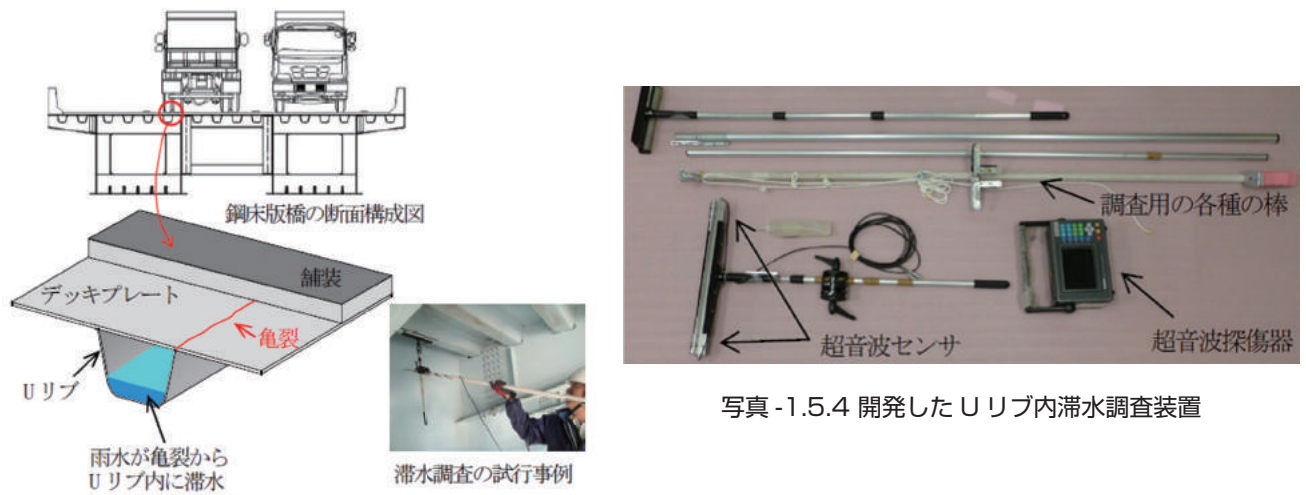 鋼床版橋の断面構成図
舗装
デッキプレート
亀裂
Uリブ
雨水が亀裂から
Uリブ内に滞水
滞水調査の試行事例
調査用の各種の棒
超音波センサ
超音波探傷器
写真-1.5.4 開発したUリブ内滞水調査装置